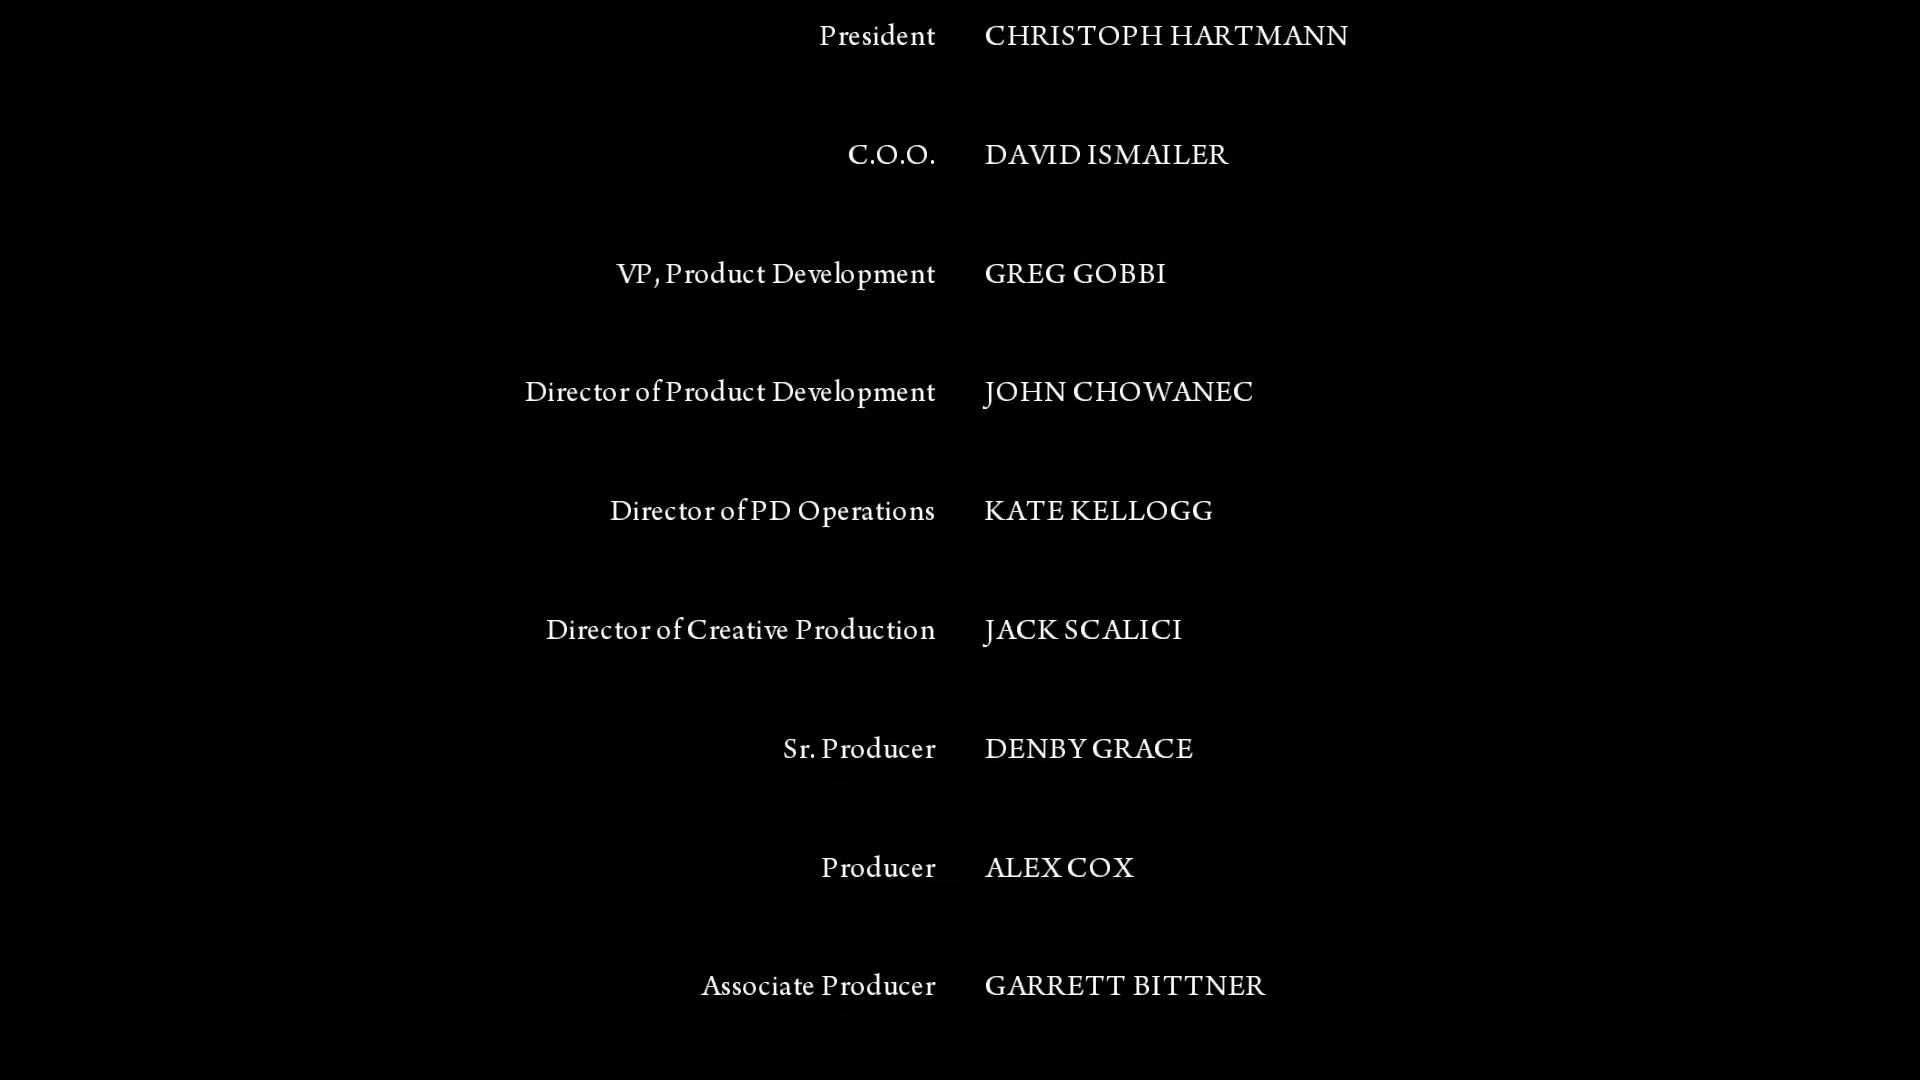 President CHRISTOPH HARTMANN
C.O.O. DAVID ISMAILER
VP, Product Development GREG GOBBI
Director of Product Development JOHN CHOWANEC
Director of PD Operations KATE KELLOGG
Director of Creative Production JACK SCALICI
Sr. Producer DENBY GRACE
Producer ALEX COX
Associate Producer GARRETT BITTNER